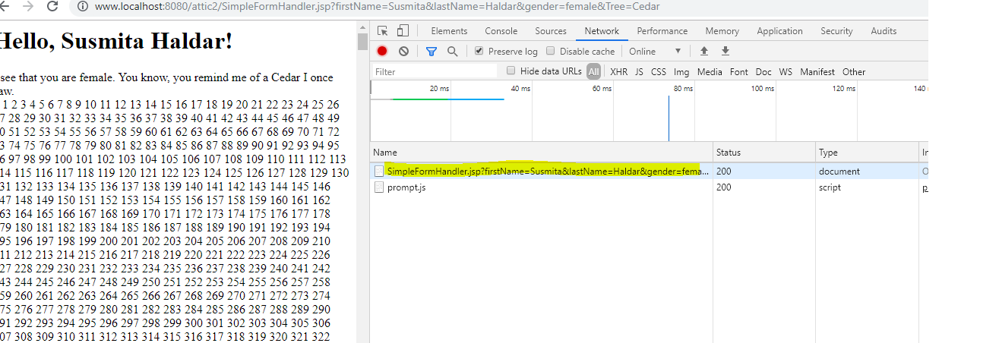 www.localhost:8080/attic2/SimpleFormHandler.jsp?firstName=Susmita&lastName=Haldar&gender=female&Tree=Cedar
Hello, Susmita Haldar!
see that you are female. You know, you remind me of a Cedar I once
aw.
1 2 3 4 5 6 7 8 9 10 11 12 13 14 15 16 17 18 19 20 21 22 23 24 25 26
7 28 29 30 31 32 33 34 35 36 37 38 39 40 41 42 43 44 45 46 47 48 49
0 51 52 53 54 55 56 57 58 59 60 61 62 63 64 65 66 67 68 69 70 71 72
3 74 75 76 77 78 79 80 81 82 83 84 85 86 87 88 89 90 91 92 93 94 95
6 97 98 99 100 101 102 103 104 105 106 107 108 109 110 111 112 113
14 115 116 117 118 119 120 121 122 123 124 125 126 127 128 129 130
31 132 133 134 135 136 137 138 139 140 141 142 143 144 145 146
47 148 149 150 151 152 153 154 155 156 157 158 159 160 161 162
63 164 165 166 167 168 169 170 171 172 173 174 175 176 177 178
79 180 181 182 183 184 185 186 187 188 189 190 191 192 193 194
95 196 197 198 199 200 201 202 203 204 205 206 207 208 209 210
11 212 213 214 215 216 217 218 219 220 221 222 223 224 225 226
27 228 229 230 231 232 233 234 235 236 237 238 239 240 241 242
43 244 245 246 247 248 249 250 251 252 253 254 255 256 257 258
59 260 261 262 263 264 265 266 267 268 269 270 271 272 273 274
75 276 277 278 279 280 281 282 283 284 285 286 287 288 289 290
91 292 293 294 295 296 297 298 299 300 301 302 303 304 305 306
07 308 309 310 311 312 313 314 315 316 317 318 319 320 321 322
Elements Console Sources Network Performance Memory Application Security Audits
Preserve log Disable cache Online
Filter Hide data URLs All XHR JS CSS Img Media Font Doc WS Manifest Other
20 ms 40 ms 60 ms 80 ms 100 ms 120 ms 140
Name Status Type In
SimpleFormHandler.jsp?firstName=Susmita&lastName=Haldar&gender=fema... 200 document O
prompt.js 200 script p